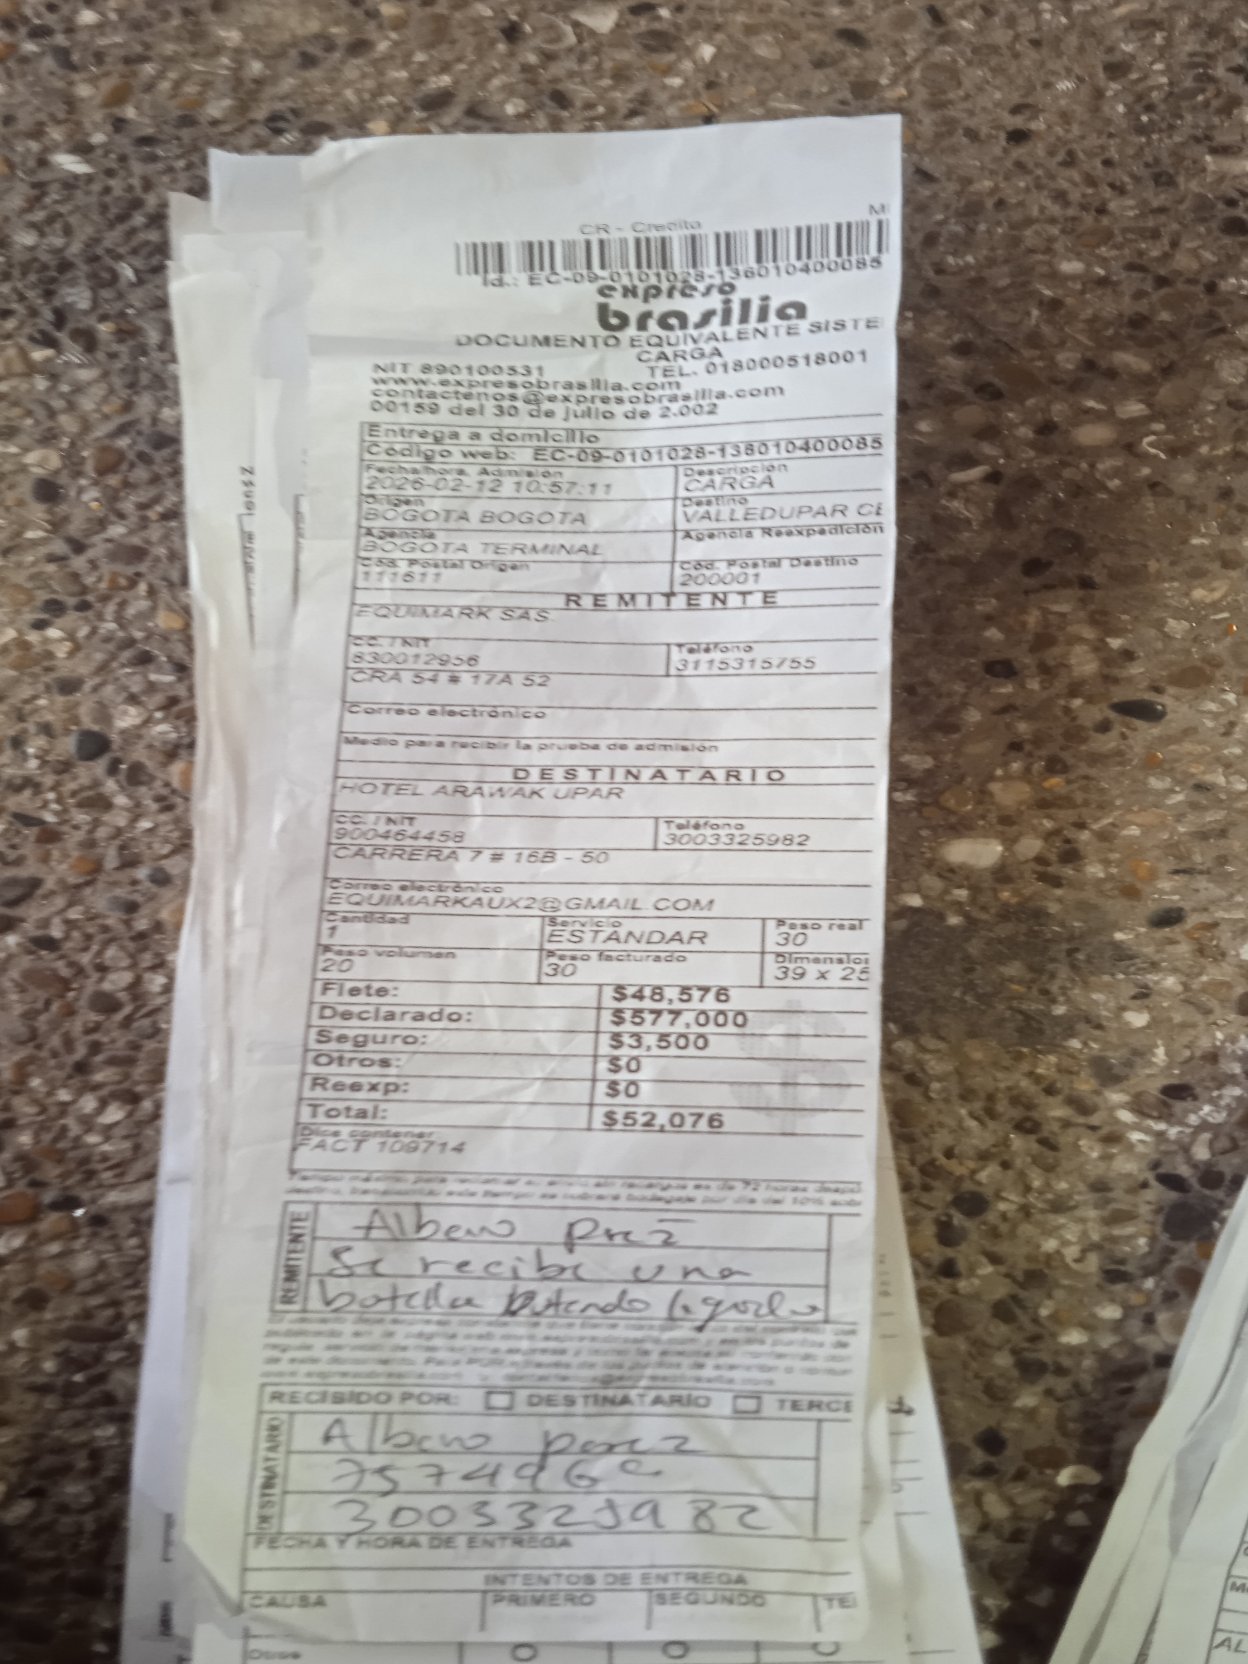 CR - Credito
Id.: EC-09-0101028-136010400085
expreso
brasilia
DOCUMENTO EQUIVALENTE SISTE
CARGA
NIT 890100531 TEL. 018000518001
www.expresobrasilia.com
contactenos@expresobrasilia.com
00159 del 30 de julio de 2.002
Entrega a domicilio
Código web: EC-09-0101028-136010400085
Fecha/hora. Admisión Descripción
2026-02-12 10:57:11 CARGA
Origen Destino
BOGOTA BOGOTA VALLEDUPAR CE
Agencia Agencia Reexpedición
BOGOTA TERMINAL
Cód. Postal Origen Cód. Postal Destino
111611 200001
REMITENTE
EQUIMARK SAS.
CC. / NIT Teléfono
830012956 3115315755
CRA 54 # 17A 52
Correo electrónico
Medio para recibir la prueba de admisión
DESTINATARIO
HOTEL ARAWAK UPAR
CC. / NIT Teléfono
900464458 3003325982
CARRERA 7 # 16B - 50
Correo electrónico
EQUIMARKAUX2@GMAIL.COM
Cantidad Servicio Peso real
1 ESTANDAR 30
Peso volumen Peso facturado Dimension
20 30 39 x 25
Flete: $48,576
Declarado: $577,000
Seguro: $3,500
Otros: $0
Reexp: $0
Total: $52,076
Dice contener
FACT 109714
REMITENTE
Se recibe una
RECIBIDO POR: DESTINATARIO TERCE
DESTINATARIO
3003325982
FECHA Y HORA DE ENTREGA
INTENTOS DE ENTREGA
CAUSA PRIMERO SEGUNDO TE
Otros